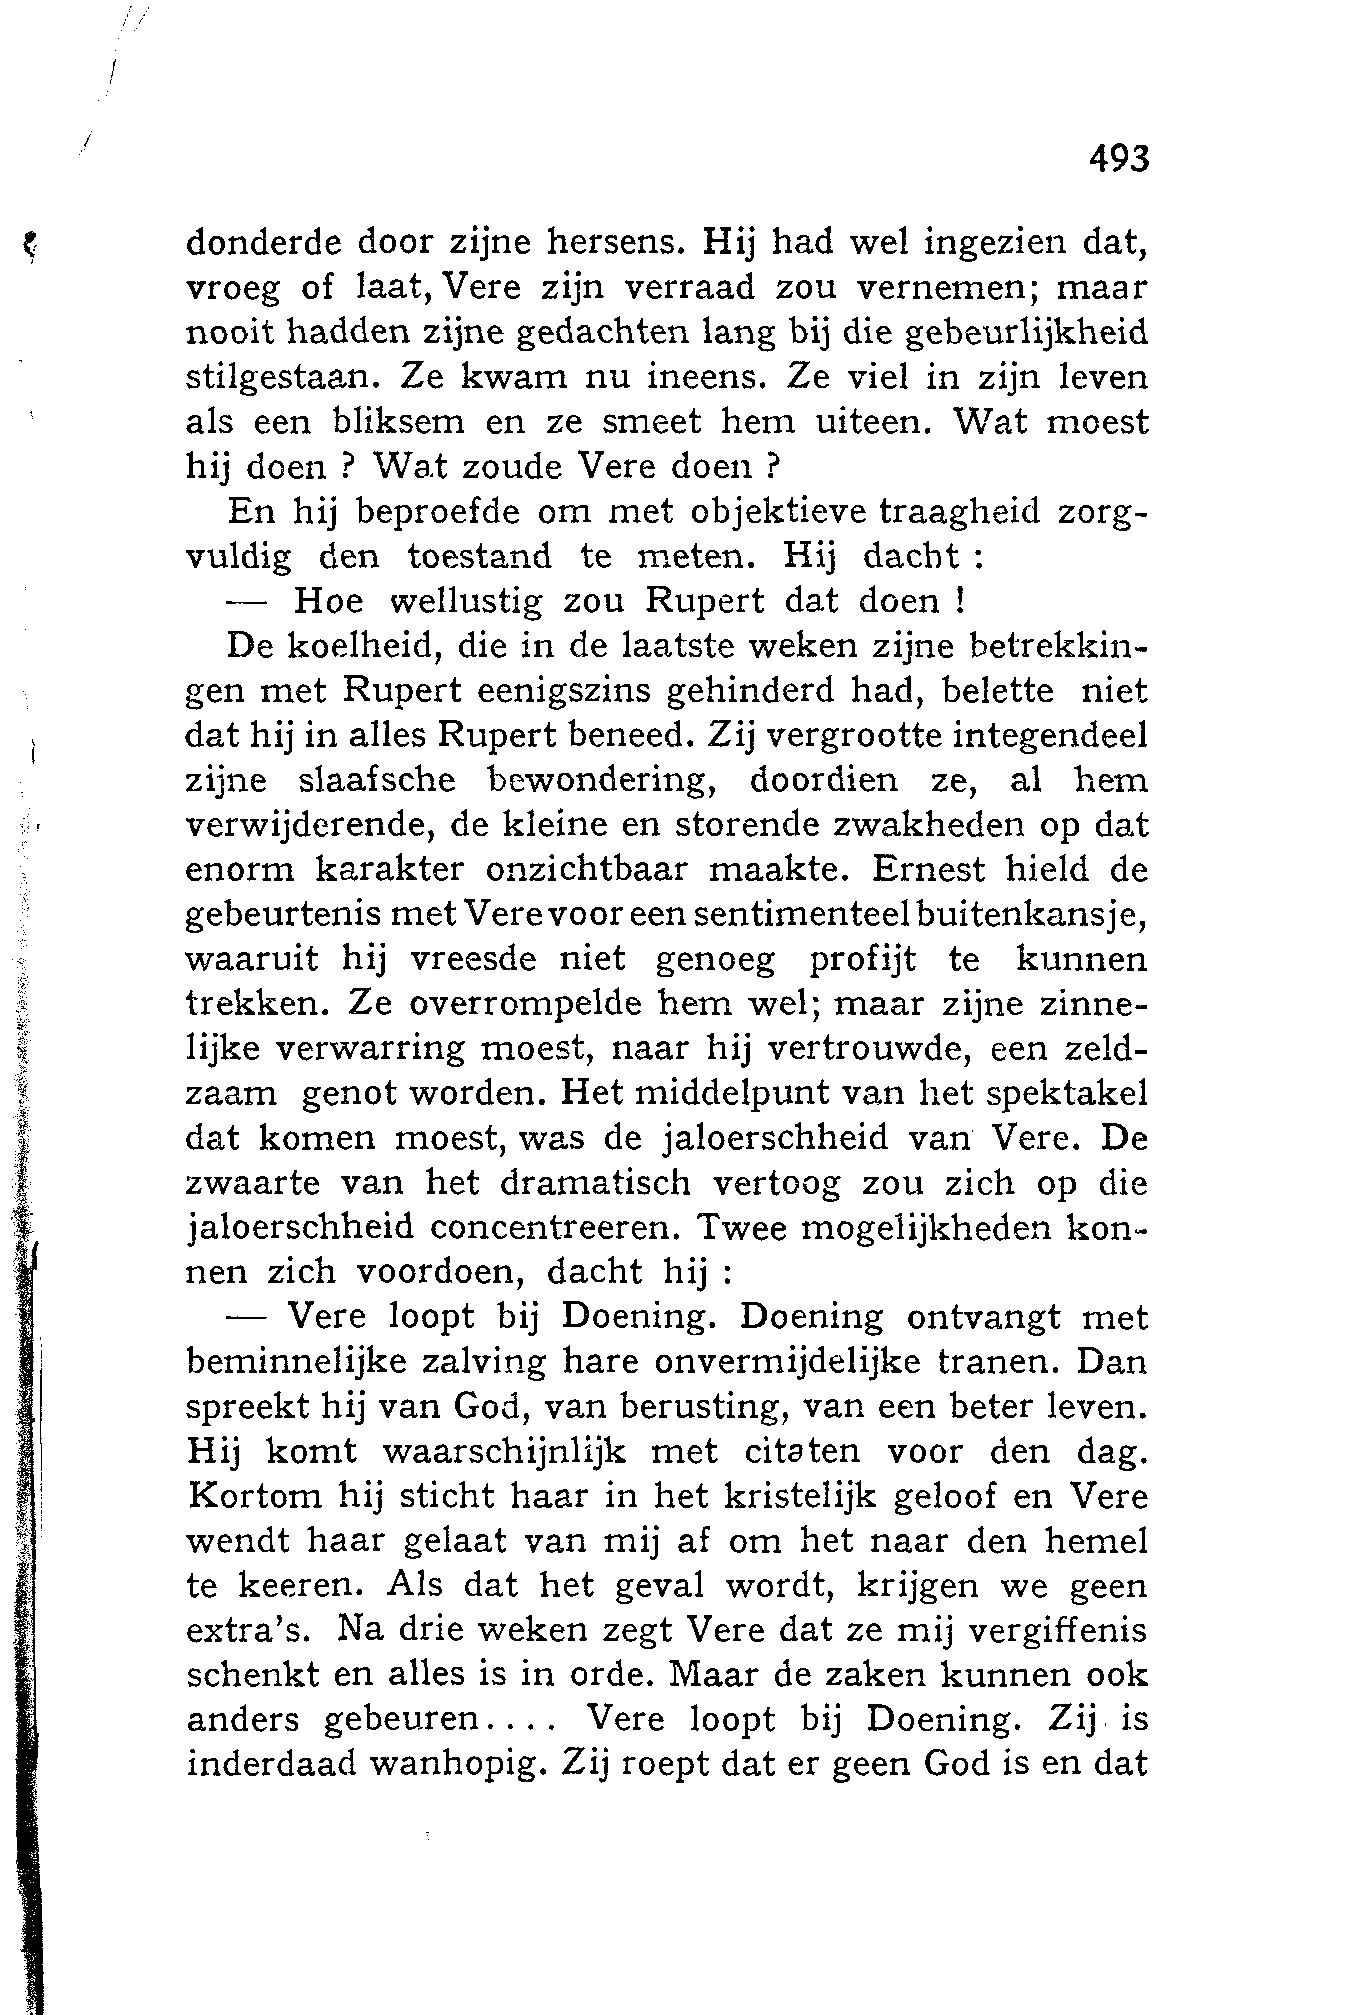 493
donderde door zijne hersens. Hij had wel ingezien dat,
vroeg of laat, Vere zijn verraad zou vernemen; maar
nooit hadden zijne gedachten lang bij die gebeurlijkheid
stilgestaan. Ze kwam nu ineens. Ze viel in zijn leven
als een bliksem en ze smeet hem uiteen. Wat moest
hij doen ? Wat zoude Vere doen ?
En hij beproefde om met objektieve traagheid zorg-
vuldig den toestand te meten. Hij dacht :
— Hoe wellustig zou Rupert dat doen !
De koelheid, die in de laatste weken zijne betrekkin-
gen met Rupert eenigszins gehinderd had, belette niet
dat hij in alles Rupert beneed. Zij vergrootte integendeel
zijne slaafsche bewondering, doordien ze, al hem
verwijderende, de kleine en storende zwakheden op dat
enorm karakter onzichtbaar maakte. Ernest hield de
gebeurtenis met Vere voor een sentimenteel buitenkansje,
waaruit hij vreesde niet genoeg profijt te kunnen
trekken. Ze overrompelde hem wel; maar zijne zinne-
lijke verwarring moest, naar hij vertrouwde, een zeld-
zaam genot worden. Het middelpunt van het spektakel
dat komen moest, was de jaloerschheid van Vere. De
zwaarte van het dramatisch vertoog zou zich op die
jaloerschheid concentreeren. Twee mogelijkheden kon-
nen zich voordoen, dacht hij :
— Vere loopt bij Doening. Doening ontvangt met
beminnelijke zalving hare onvermijdelijke tranen. Dan
spreekt hij van God, van berusting, van een beter leven.
Hij komt waarschijnlijk met citaten voor den dag.
Kortom hij sticht haar in het kristelijk geloof en Vere
wendt haar gelaat van mij af om het naar den hemel
te keeren. Als dat het geval wordt, krijgen we geen
extra's. Na drie weken zegt Vere dat ze mij vergiffenis
schenkt en alles is in orde. Maar de zaken kunnen ook
anders gebeuren.... Vere loopt bij Doening. Zij is
inderdaad wanhopig. Zij roept dat er geen God is en dat